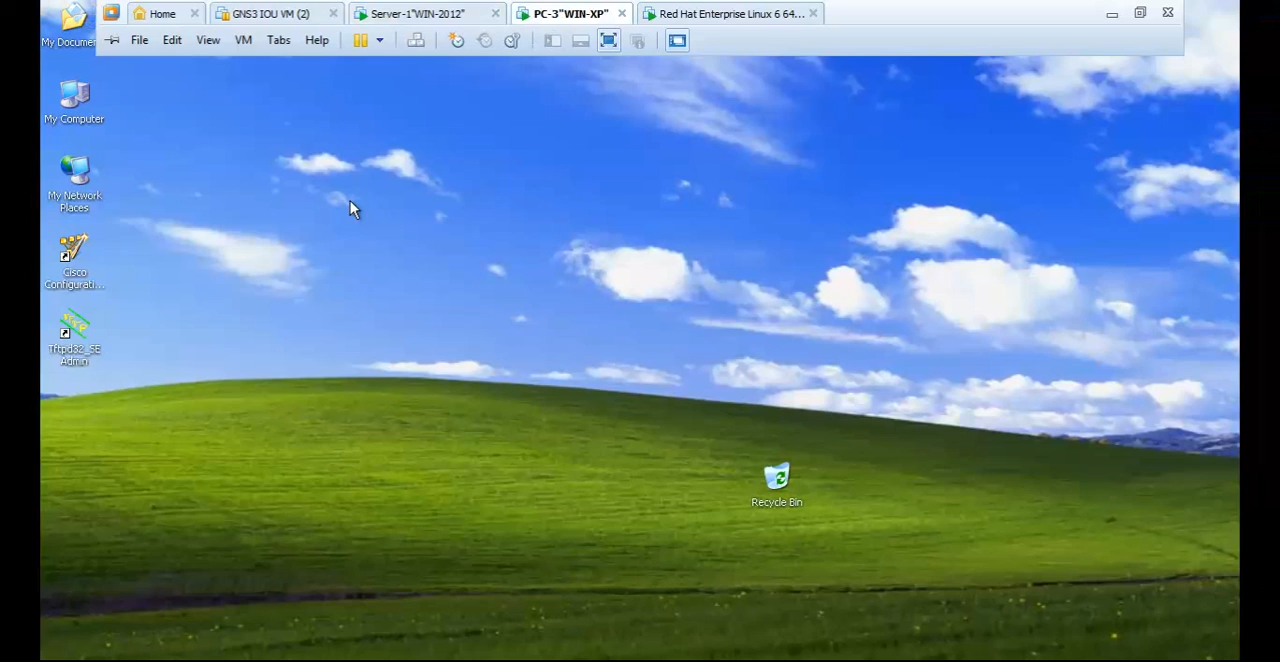 Home
GNS3 IOU VM (2)
Server-1"WIN-2012"
PC-3"WIN-XP"
Red Hat Enterprise Linux 6 64...
File
Edit
View
VM
Tabs
Help
My Documen
My Computer
My Network
Places
Cisco
Configurati...
Tftpd32_SE
Admin
Recycle Bin